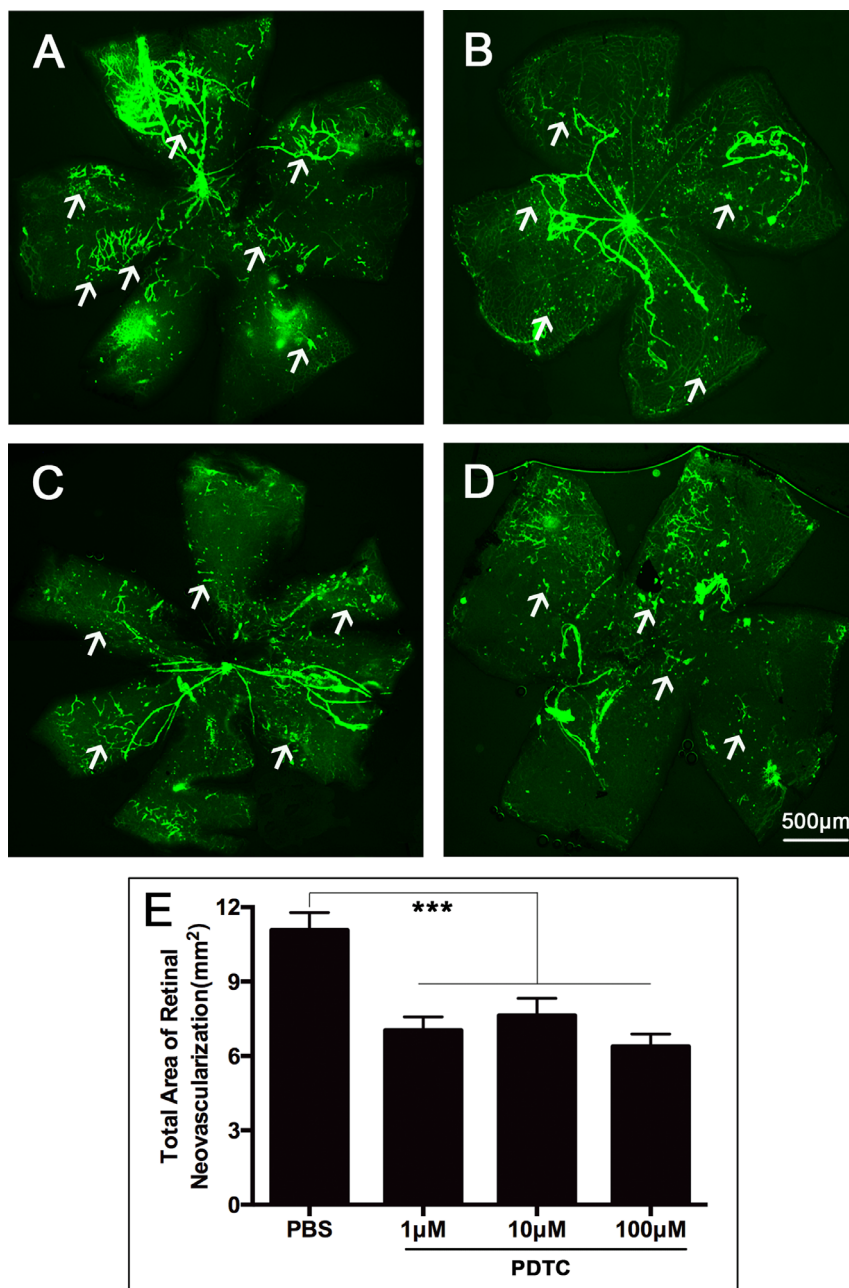 A
B
C
D
500µm
E
***
12
9
6
3
0
Total Area of Retinal
Neovascularization(mm²)
PBS
1µM
10µM
100µM
PDTC